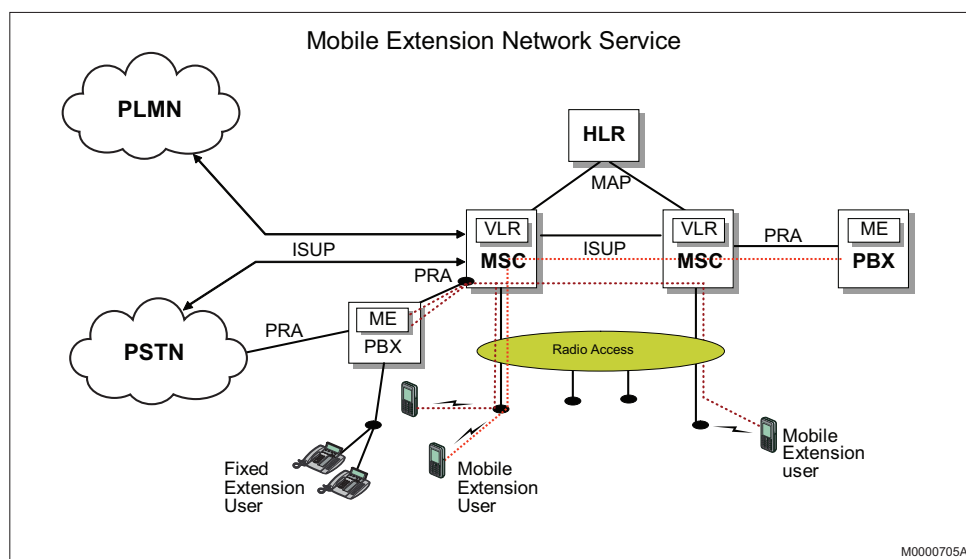 Mobile Extension Network Service
PLMN
HLR
MAP
VLR
MSC
ISUP
VLR
MSC
PRA
ME
PBX
ISUP
PRA
PSTN
PRA
ME
PBX
Radio Access
Fixed
Extension
User
Mobile
Extension
User
Mobile
Extension
user
M0000705A